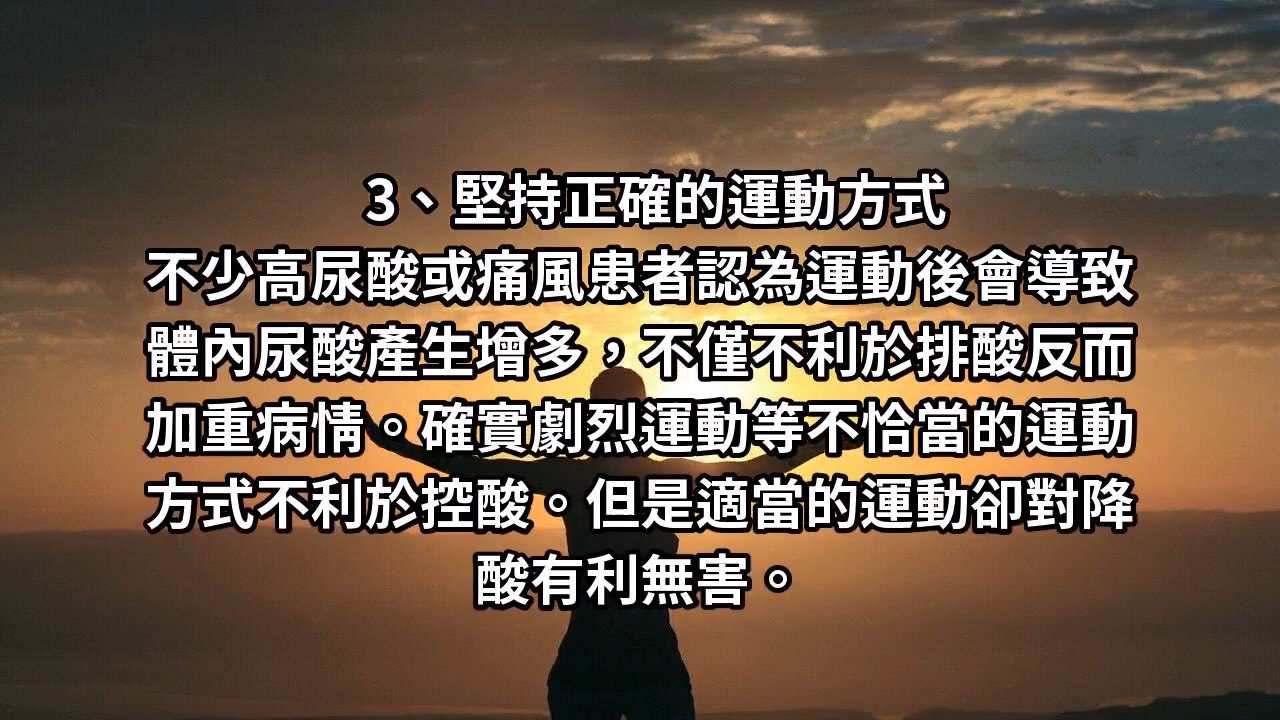 3、堅持正確的運動方式
不少高尿酸或痛風患者認為運動後會導致
體內尿酸產生增多，不僅不利於排酸反而
加重病情。確實劇烈運動等不恰當的運動
方式不利於控酸。但是適當的運動卻對降
酸有利無害。